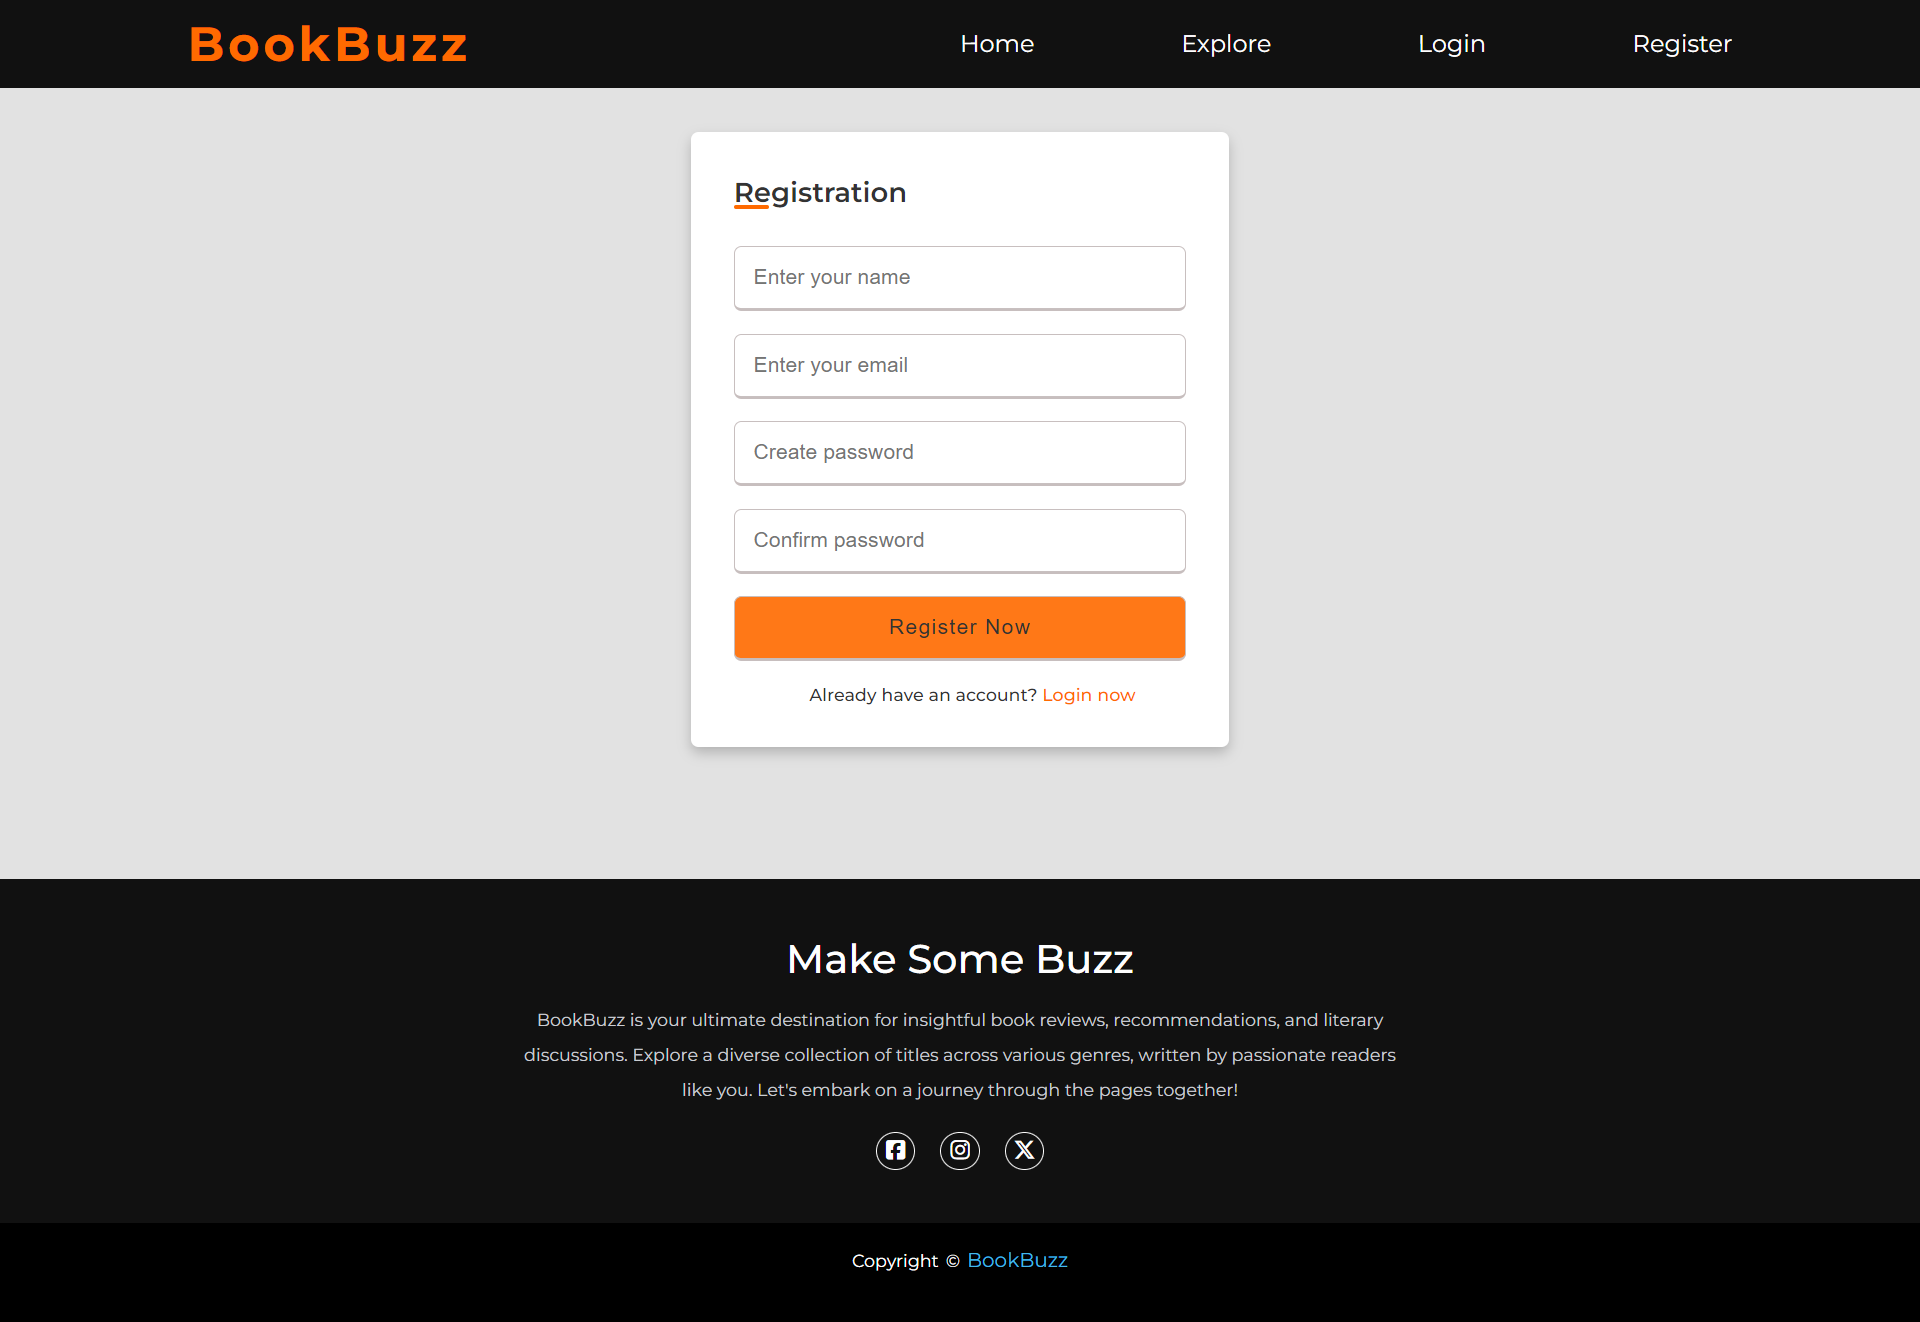 BookBuzz
Home
Explore
Login
Register
Registration
Enter your name
Enter your email
Create password
Confirm password
Register Now
Already have an account? Login now
Make Some Buzz
BookBuzz is your ultimate destination for insightful book reviews, recommendations, and literary
discussions. Explore a diverse collection of titles across various genres, written by passionate readers
like you. Let's embark on a journey through the pages together!
Copyright © BookBuzz